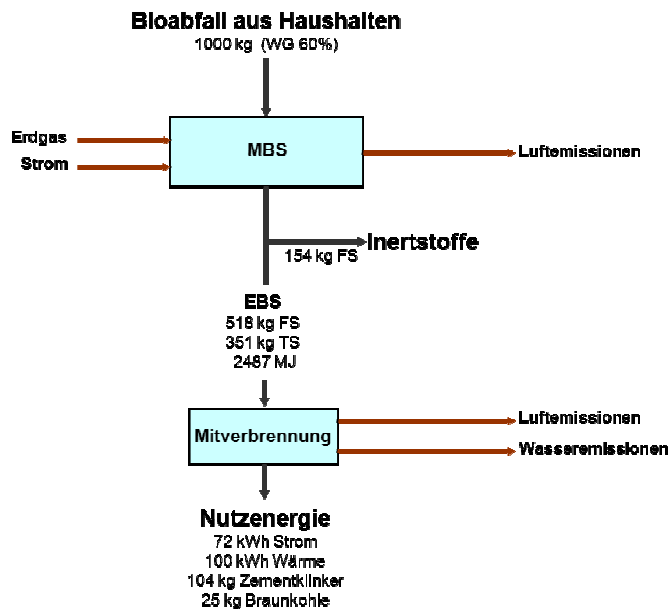 Bioabfall aus Haushalten
1000 kg (WG 60%)
Erdgas
Strom
MBS
Luftemissionen
Inertstoffe
154 kg FS
EBS
518 kg FS
351 kg TS
2487 MJ
Mitverbrennung
Luftemissionen
Wasseremissionen
Nutzenergie
72 kWh Strom
100 kWh Wärme
104 kg Zementklinker
25 kg Braunkohle